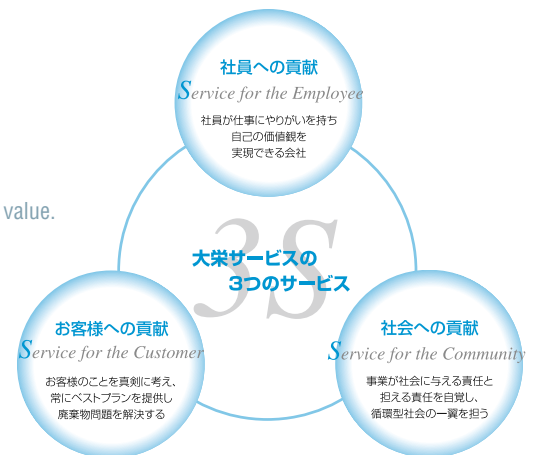 社員への貢献
Service for the Employee
社員が仕事にやりがいを持ち
自己の価値観を
実現できる会社
value.
3S
大栄サービスの
3つのサービス
お客様への貢献
Service for the Customer
お客様のことを真剣に考え、
常にベストプランを提供し
廃棄物問題を解決する
社会への貢献
Service for the Community
事業が社会に与える責任と
担える責任を自覚し、
循環型社会の一翼を担う